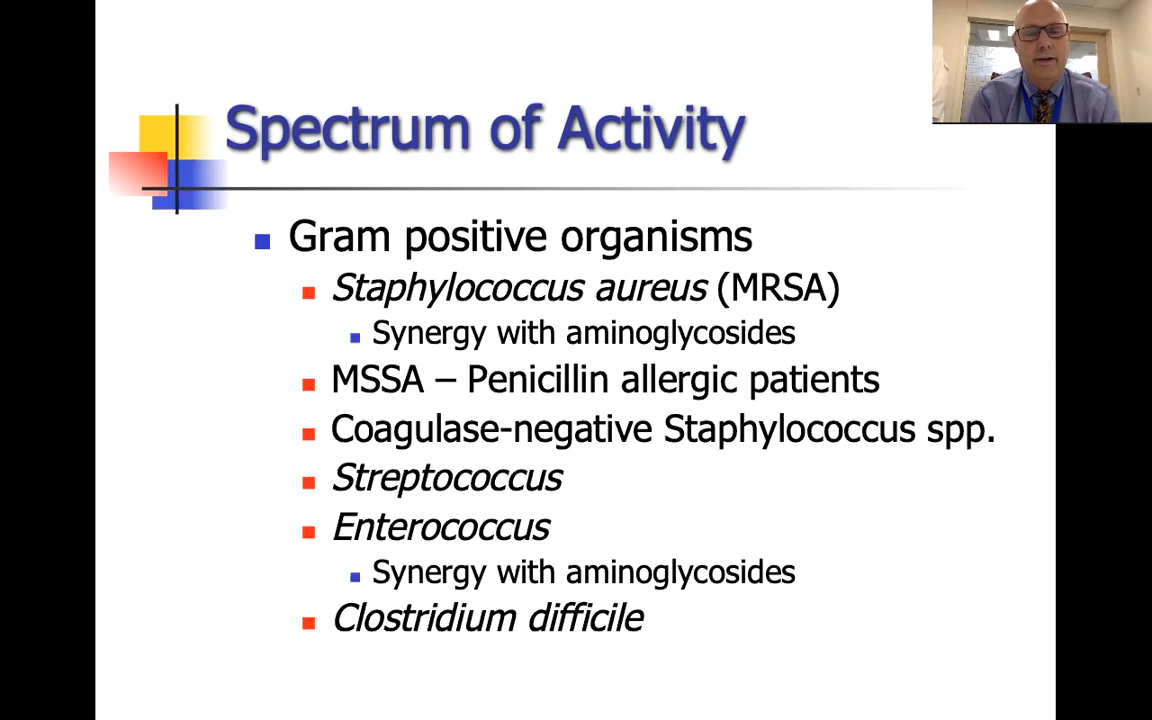 Spectrum of Activity
Gram positive organisms
Staphylococcus aureus (MRSA)
Synergy with aminoglycosides
MSSA – Penicillin allergic patients
Coagulase-negative Staphylococcus spp.
Streptococcus
Enterococcus
Synergy with aminoglycosides
Clostridium difficile